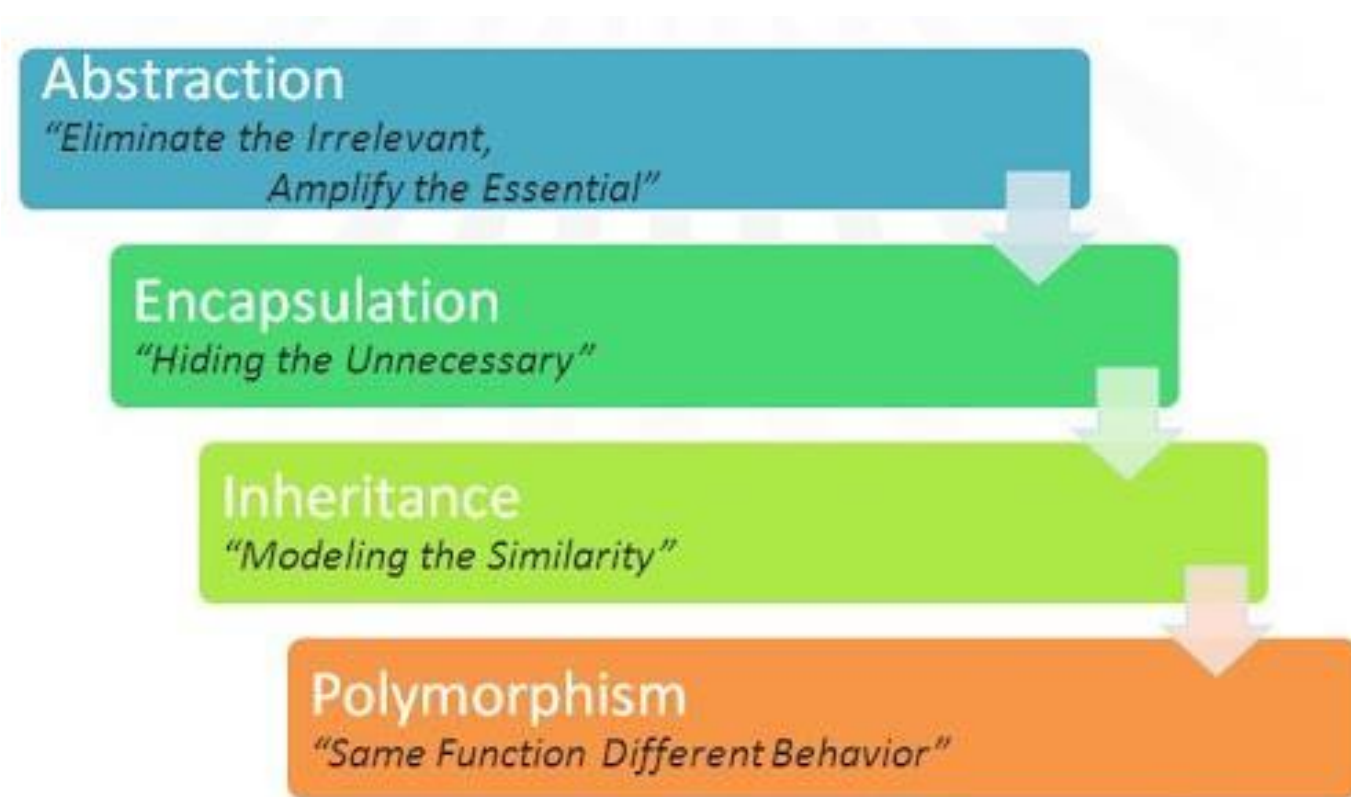 Abstraction
“Eliminate the Irrelevant,
Amplify the Essential”
Encapsulation
“Hiding the Unnecessary”
Inheritance
“Modeling the Similarity”
Polymorphism
“Same Function Different Behavior”